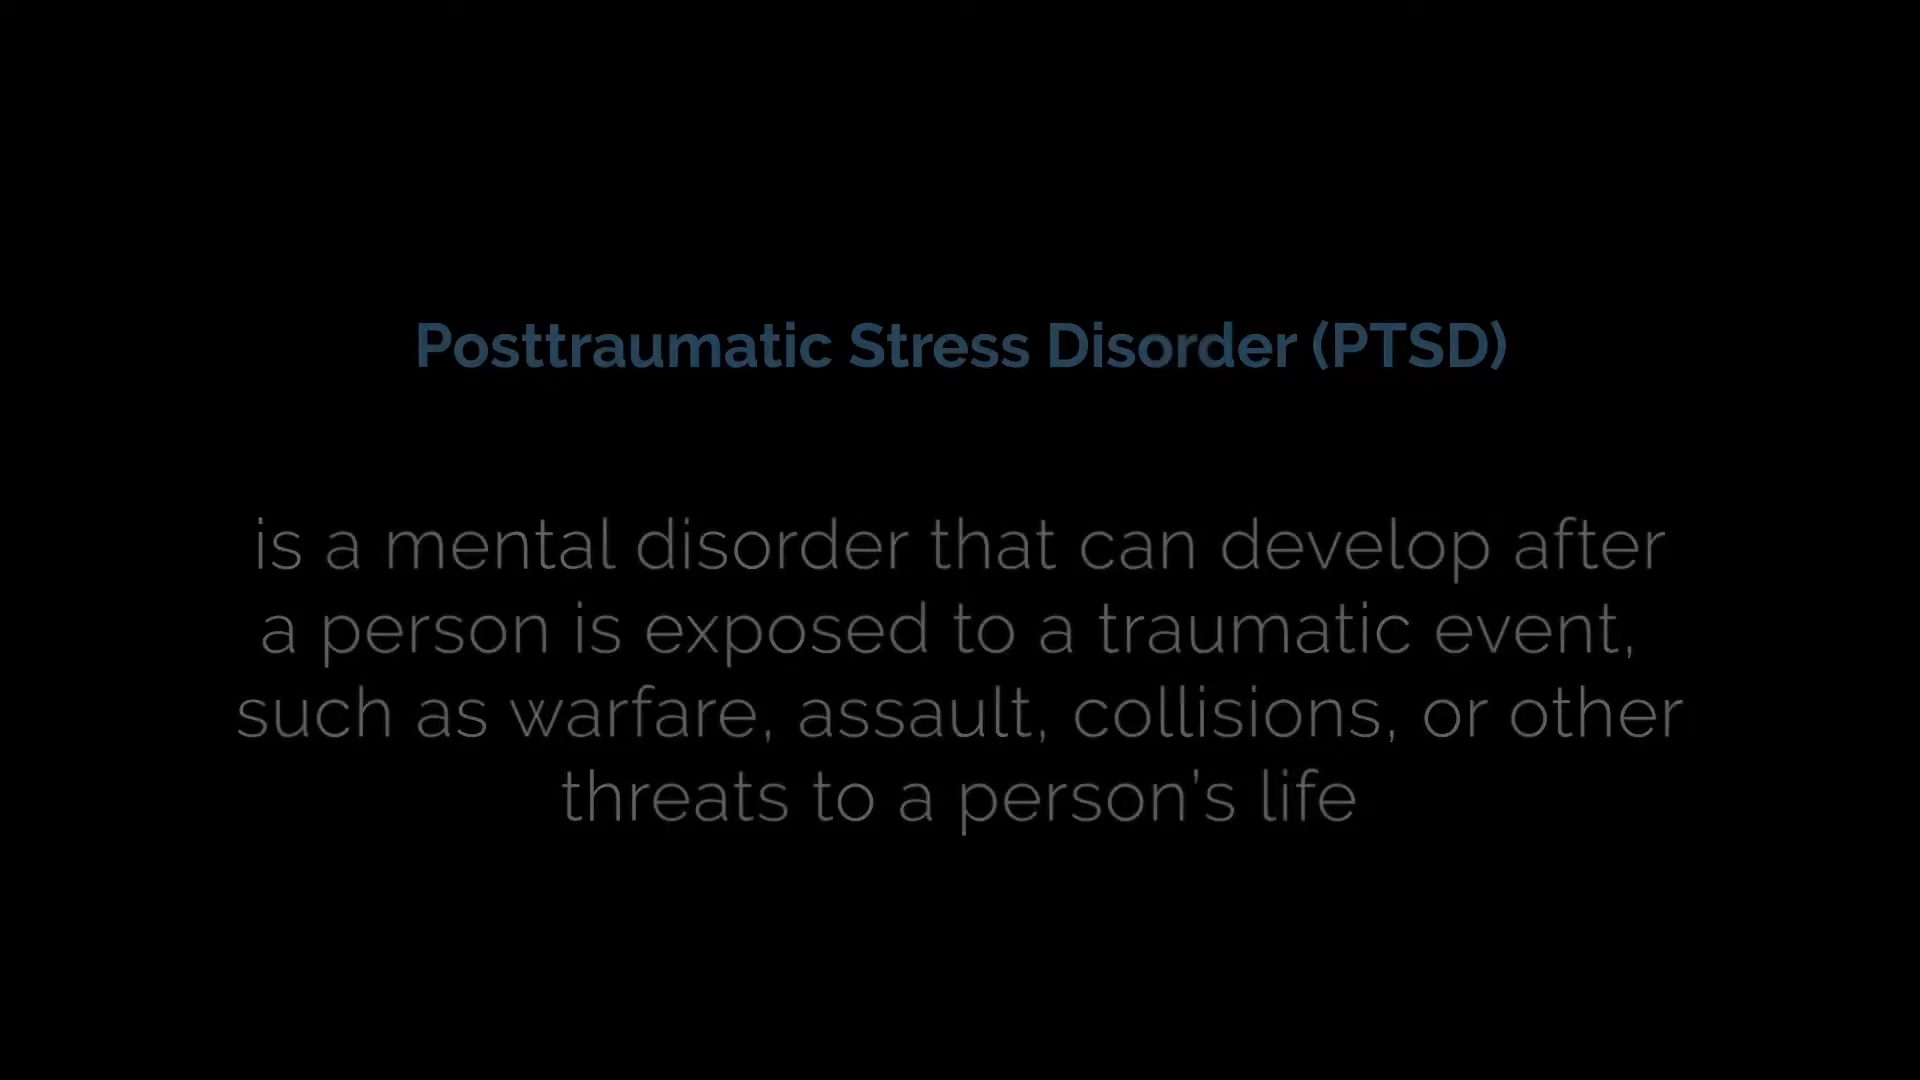 Posttraumatic Stress Disorder (PTSD)
is a mental disorder that can develop after
a person is exposed to a traumatic event,
such as warfare, assault, collisions, or other
threats to a person’s life